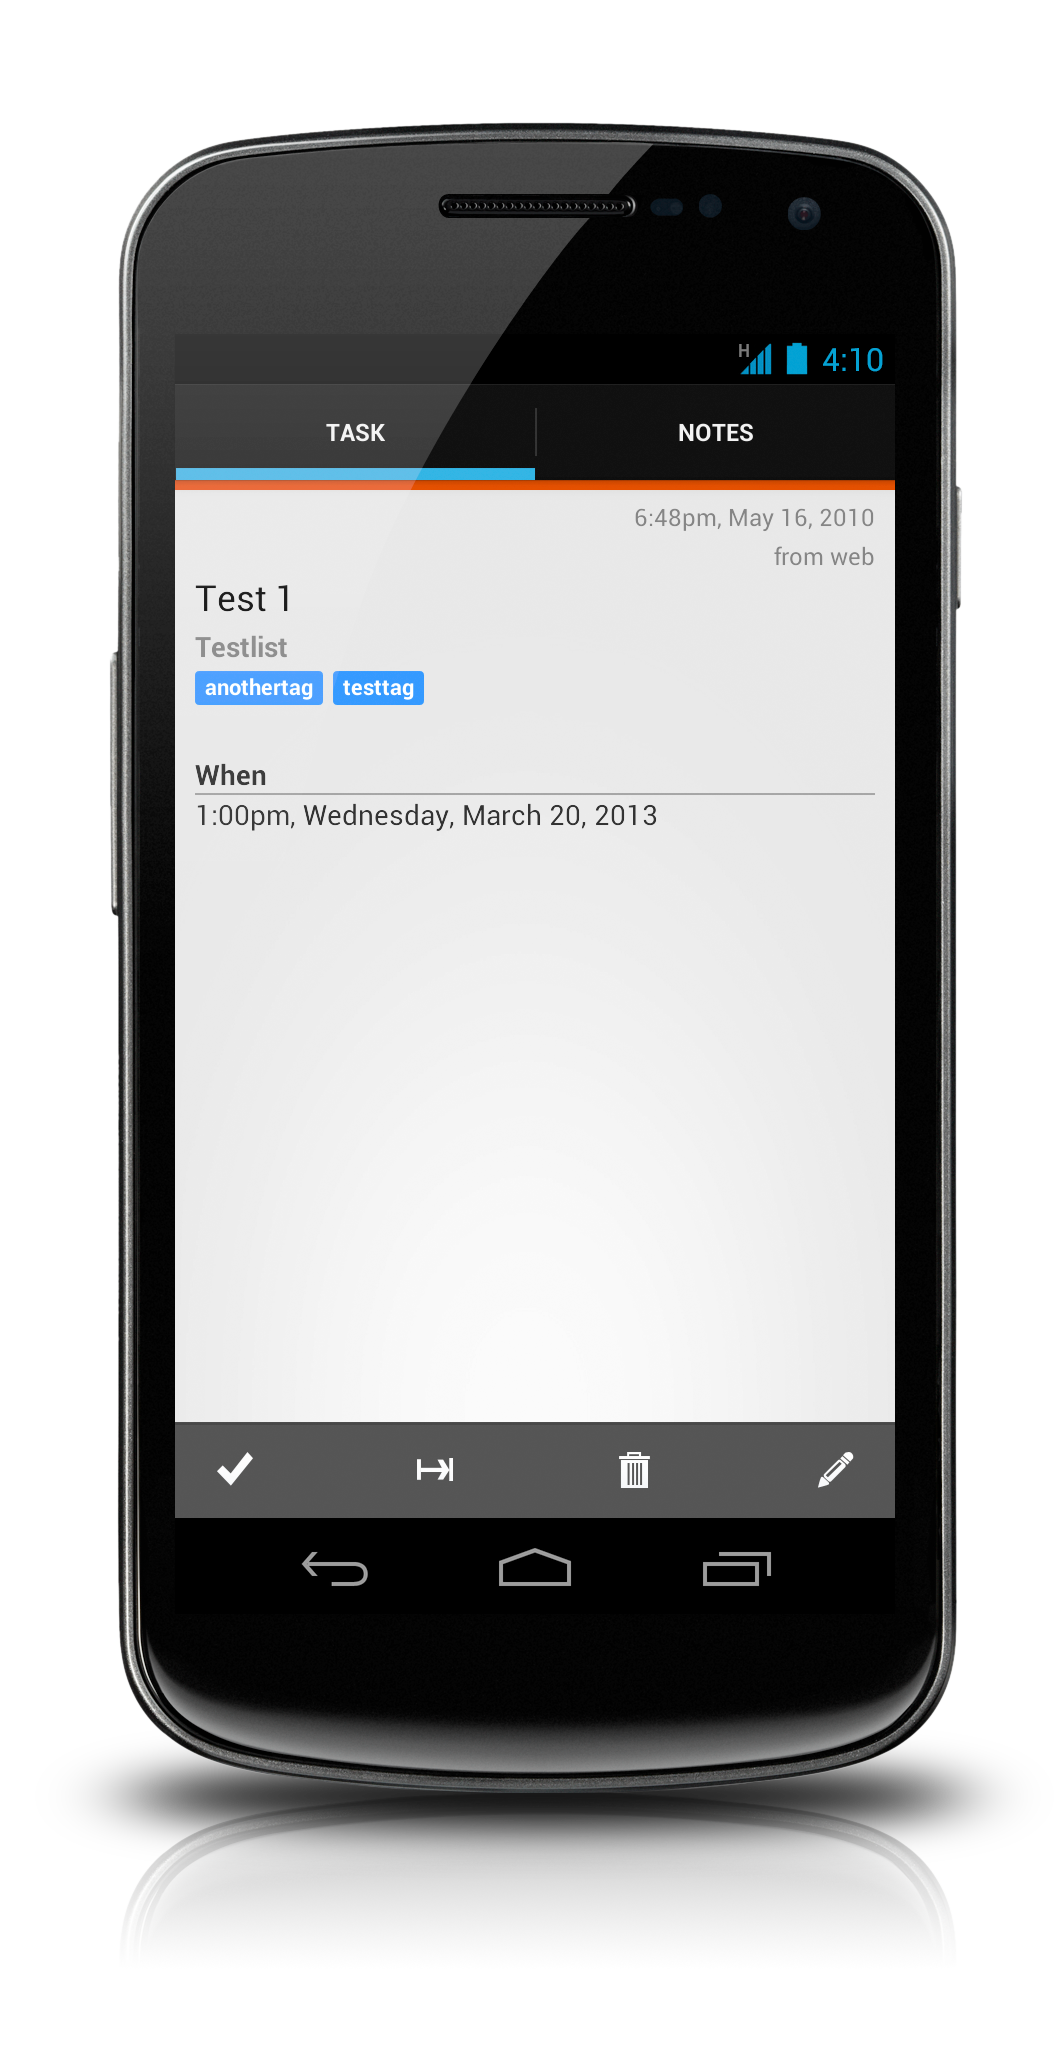 H 4:10
TASK NOTES
6:48pm, May 16, 2010
from web
Test 1
Testlist
anothertag testtag
When
1:00pm, Wednesday, March 20, 2013